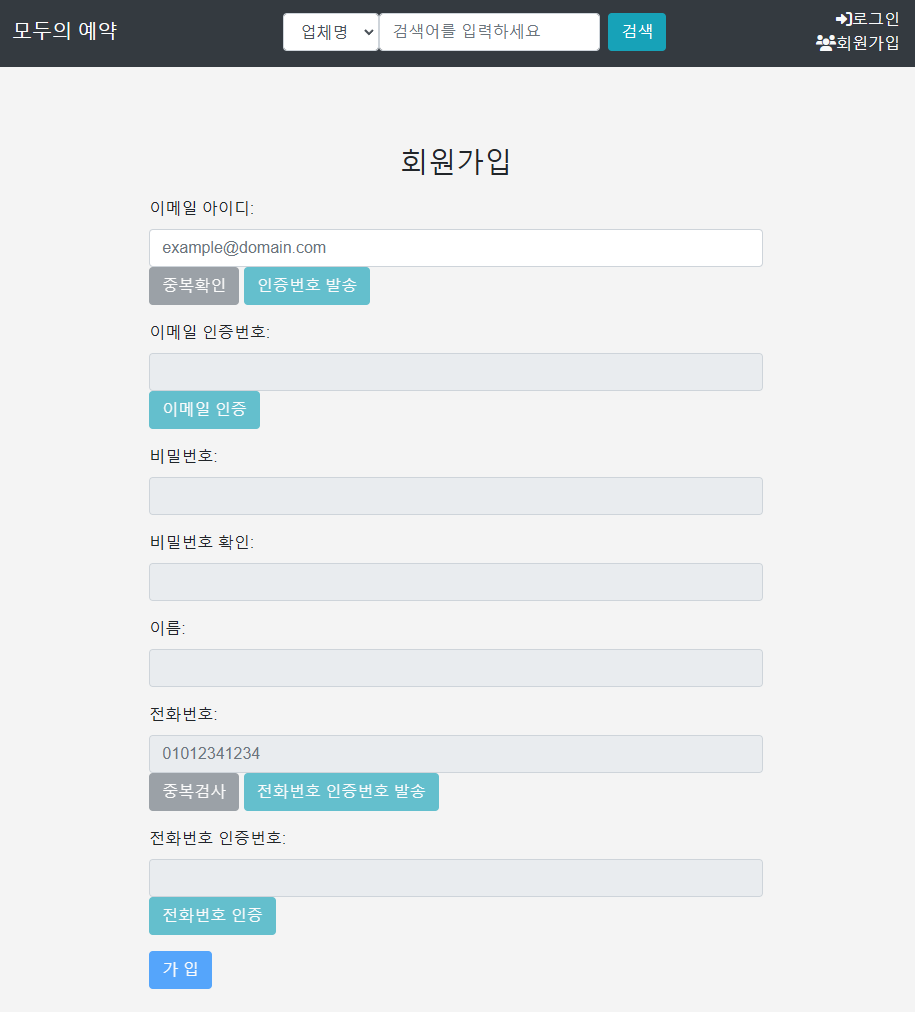 모두의 예약 업체명 검색어를 입력하세요 검색 로그인
회원가입
회원가입
이메일 아이디:
example@domain.com
중복확인 인증번호 발송
이메일 인증번호:
이메일 인증
비밀번호:
비밀번호 확인:
이름:
전화번호:
01012341234
중복검사 전화번호 인증번호 발송
전화번호 인증번호:
전화번호 인증
가 입